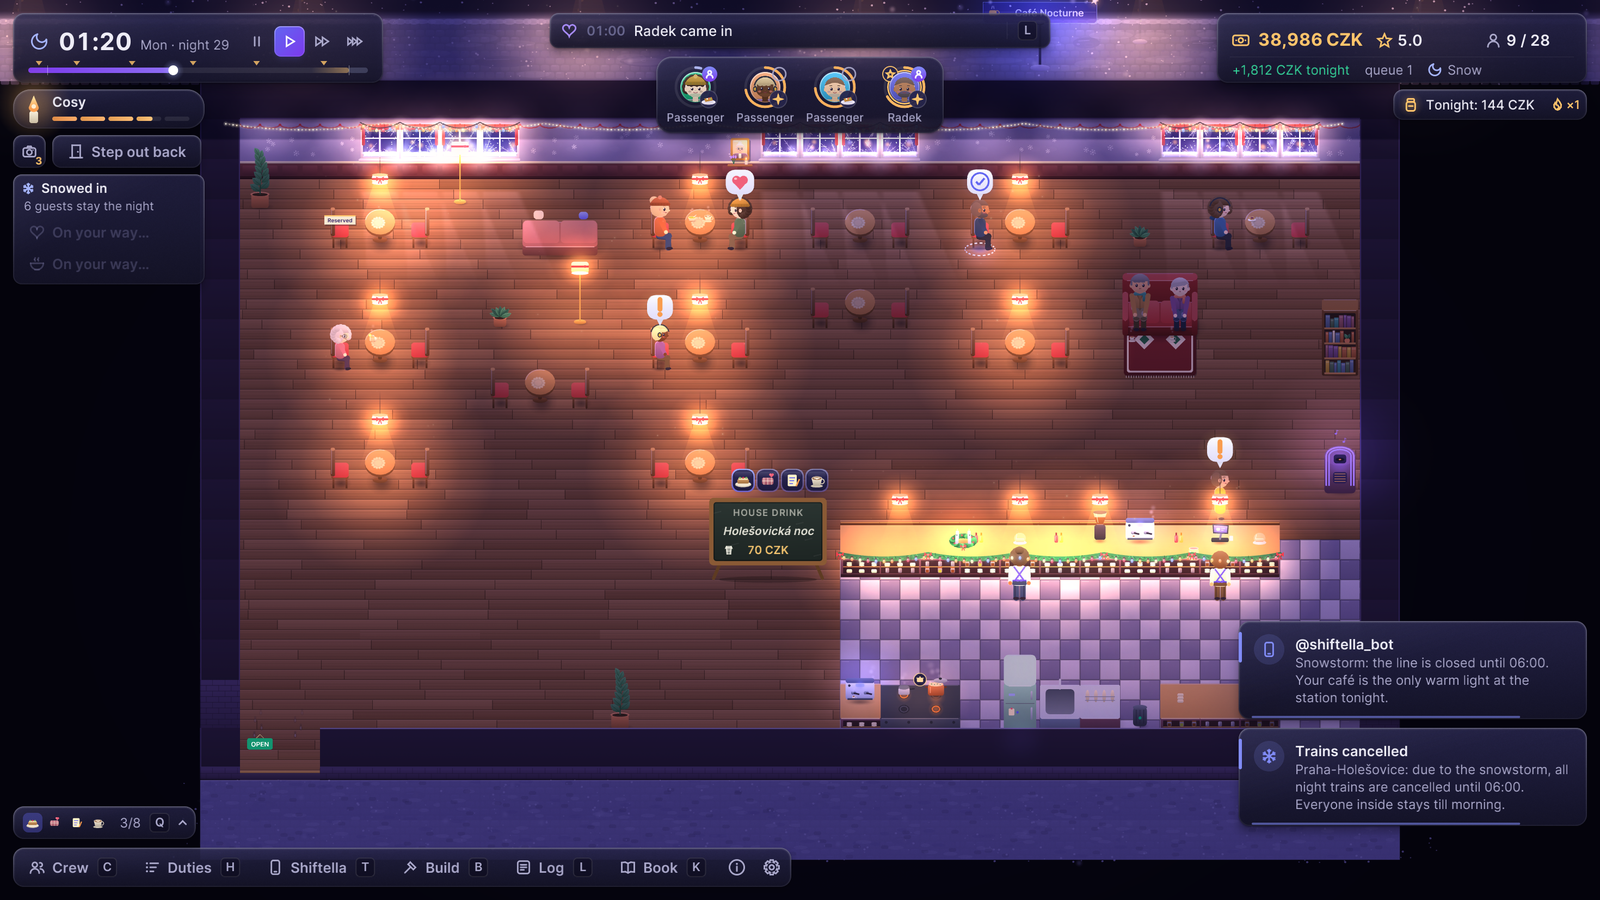 Café Nocturne
01:20 Mon · night 29
01:00 Radek came in L
38,986 CZK 5.0 9 / 28
+1,812 CZK tonight queue 1 Snow
Cosy
Tonight: 144 CZK ×1
Passenger Passenger Passenger Radek
3 Step out back
Snowed in
6 guests stay the night
On your way...
On your way...
Reserved
HOUSE DRINK
Holešovická noc
70 CZK
@shiftella_bot
Snowstorm: the line is closed until 06:00.
Your café is the only warm light at the
station tonight.
OPEN
Trains cancelled
Praha-Holešovice: due to the snowstorm, all
night trains are cancelled until 06:00.
Everyone inside stays till morning.
3/8 Q
Crew C Duties H Shiftella T Build B Log L Book K